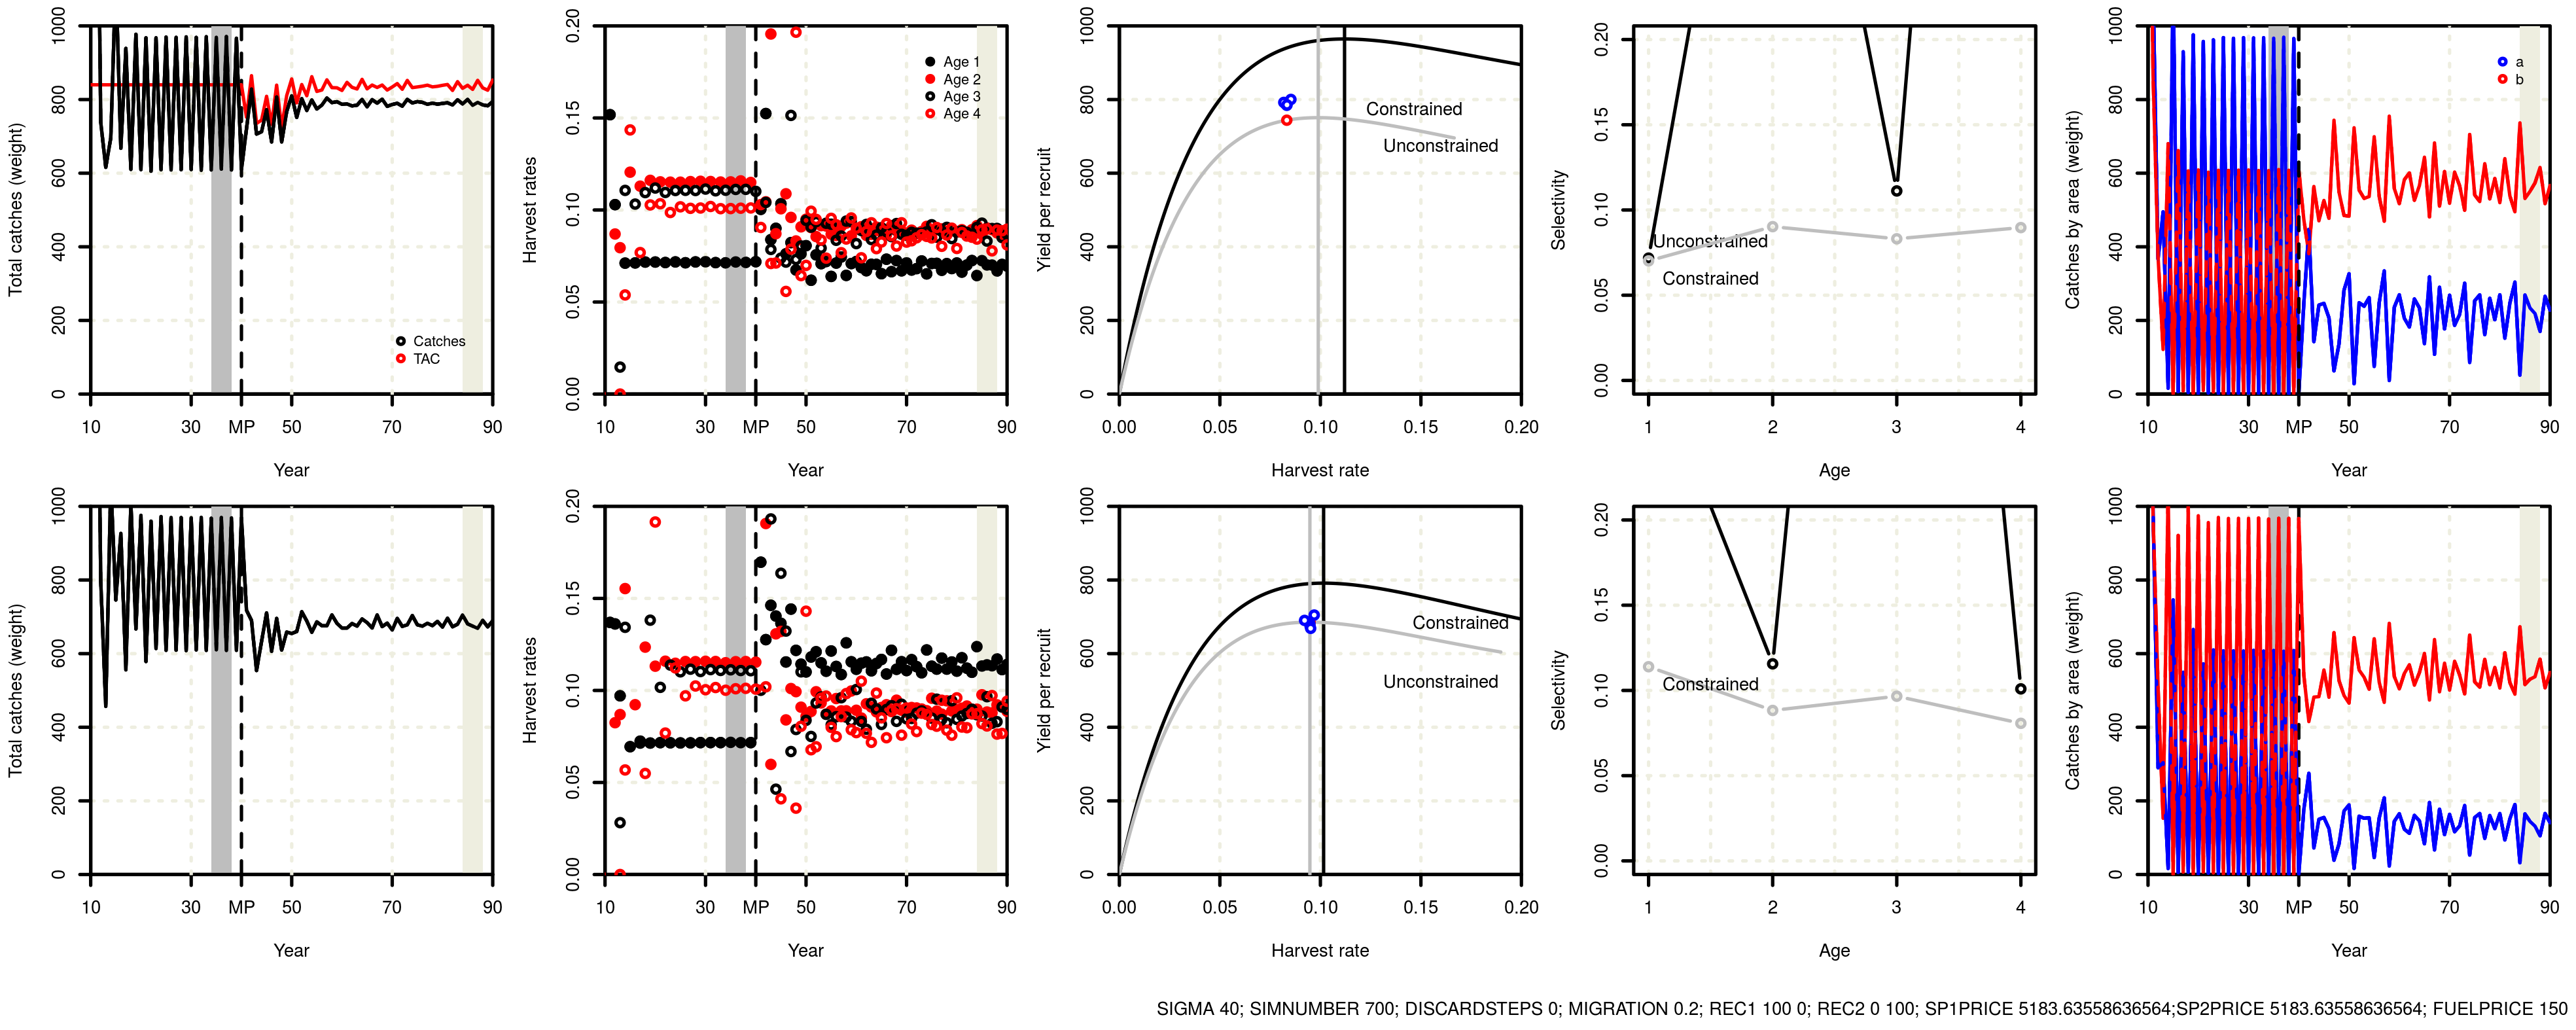 Total catches (weight)
0 200 400 600 800 1000
Catches
TAC
10 30 MP 50 70 90
Year
Harvest rates
0.00 0.05 0.10 0.15 0.20
Age 1
Age 2
Age 3
Age 4
10 30 MP 50 70 90
Year
Yield per recruit
0 200 400 600 800 1000
Constrained
Unconstrained
0.00 0.05 0.10 0.15 0.20
Harvest rate
Selectivity
0.00 0.05 0.10 0.15 0.20
Unconstrained
Constrained
1 2 3 4
Age
Catches by area (weight)
0 200 400 600 800 1000
a
b
10 30 MP 50 70 90
Year
Total catches (weight)
0 200 400 600 800 1000
10 30 MP 50 70 90
Year
Harvest rates
0.00 0.05 0.10 0.15 0.20
10 30 MP 50 70 90
Year
Yield per recruit
0 200 400 600 800 1000
Constrained
Unconstrained
0.00 0.05 0.10 0.15 0.20
Harvest rate
Selectivity
0.00 0.05 0.10 0.15 0.20
Constrained
1 2 3 4
Age
Catches by area (weight)
0 200 400 600 800 1000
10 30 MP 50 70 90
Year
SIGMA 40; SIMNUMBER 700; DISCARDSTEPS 0; MIGRATION 0.2; REC1 100 0; REC2 0 100; SP1PRICE 5183.63558636564;SP2PRICE 5183.63558636564; FUELPRICE 150